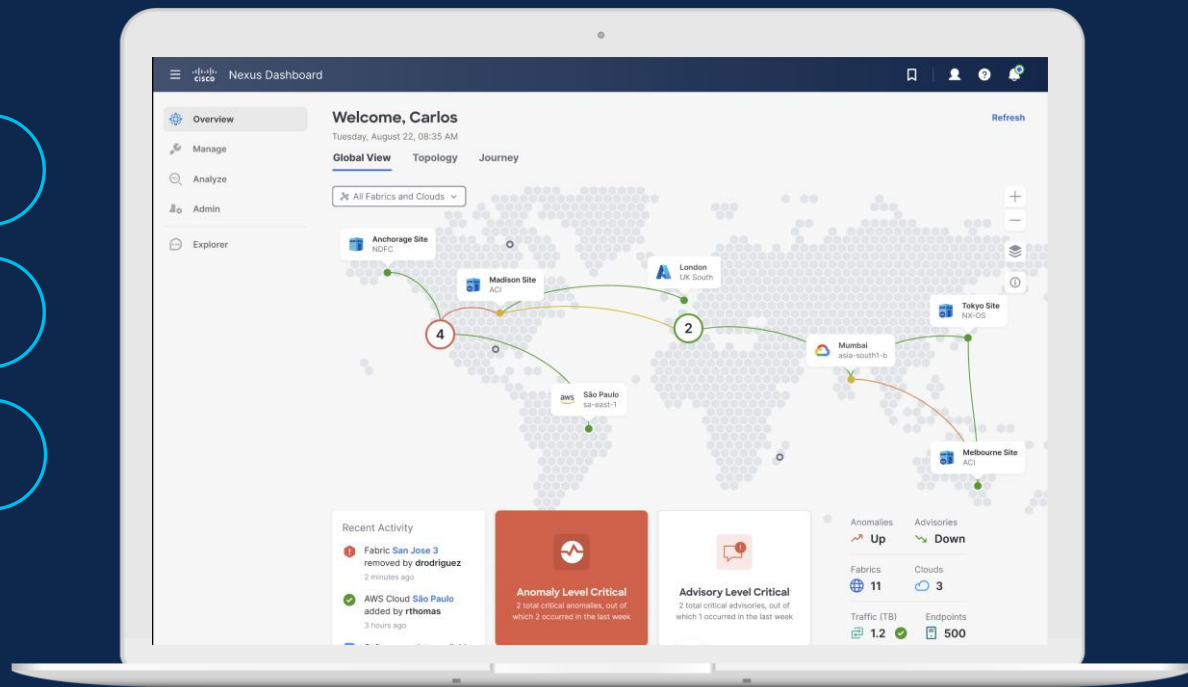 CISCO Nexus Dashboard
Overview
Manage
Analyze
Admin
Explorer
Welcome, Carlos
Tuesday, August 22, 08:35 AM
Refresh
Global View Topology Journey
All Fabrics and Clouds
Anchorage Site
NDFC
Madison Site
ACI
London
UK South
Tokyo Site
NX-OS
4
2
Mumbai
asia-south1-b
aws São Paulo
sa-east-1
Melbourne Site
ACI
Recent Activity
Fabric San Jose 3
removed by drodriguez
2 minutes ago
AWS Cloud São Paulo
added by rthomas
3 hours ago
Anomaly Level Critical
2 total critical anomalies, out of
which 2 occurred in the last week
Advisory Level Critical
2 total critical advisories, out of
which 1 occurred in the last week
Anomalies Advisories
Up Down
Fabrics Clouds
11 3
Traffic (TB) Endpoints
1.2 500